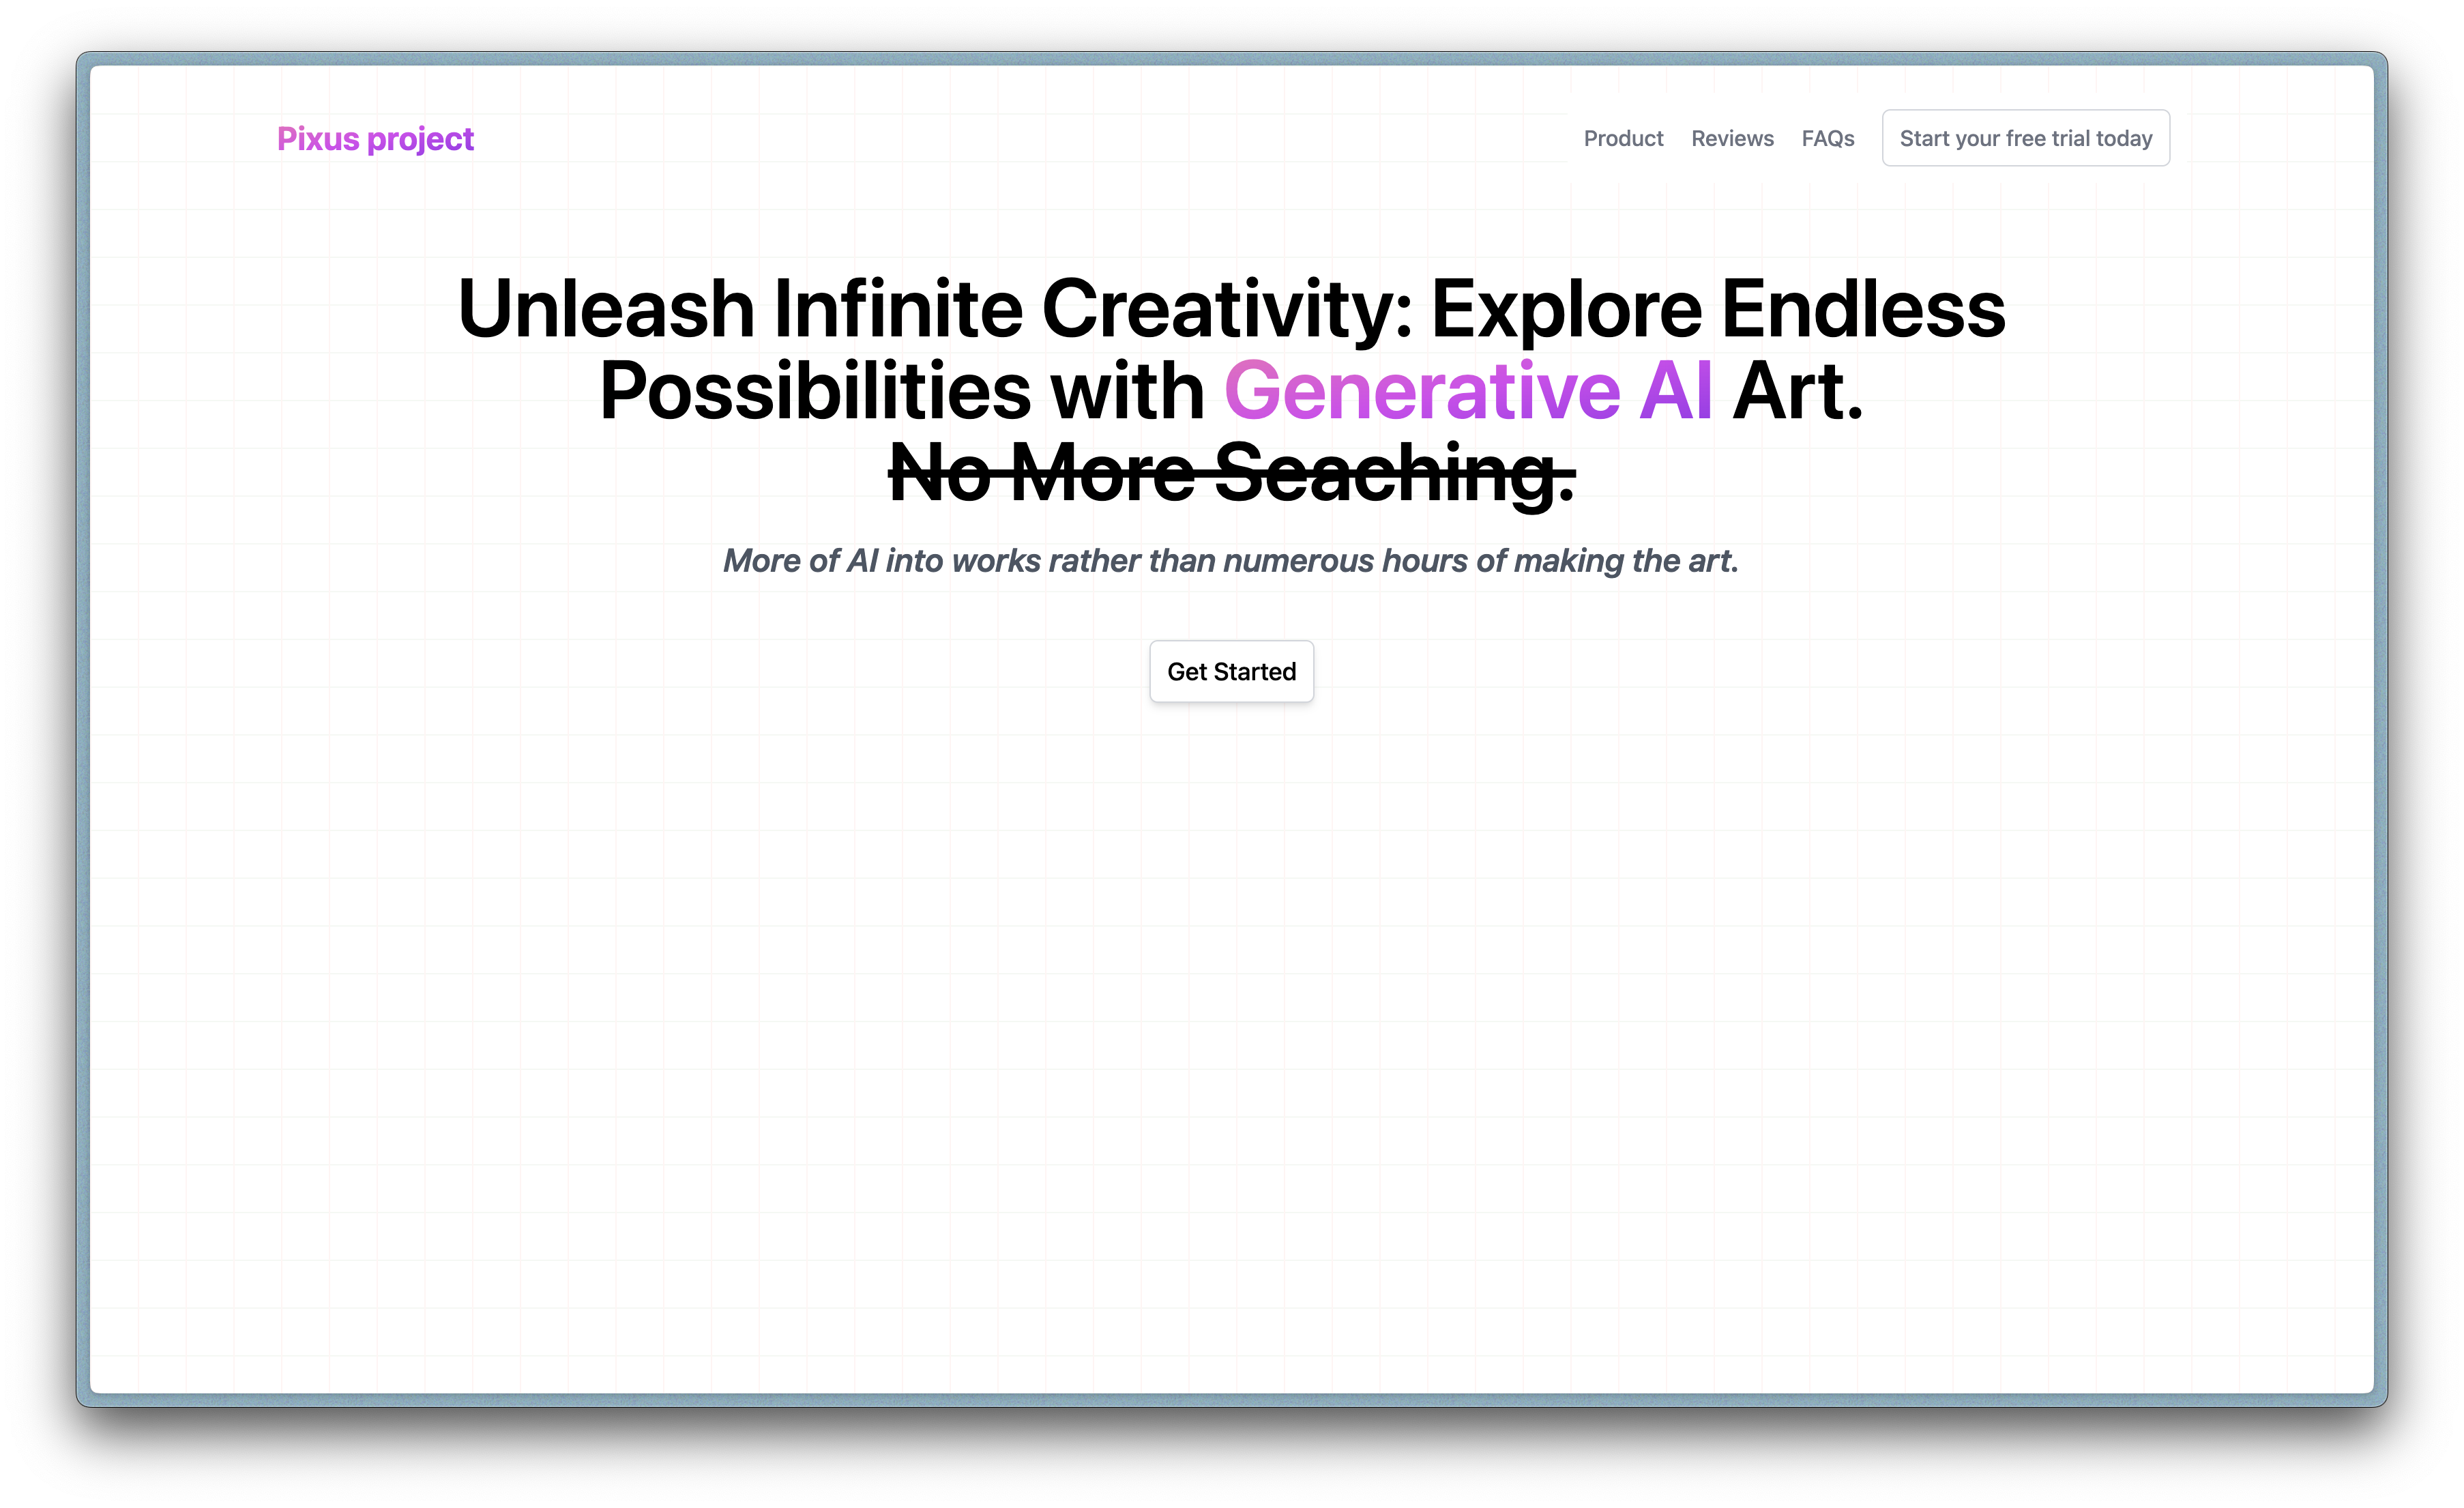 Pixus project
Product
Reviews
FAQs
Start your free trial today
Unleash Infinite Creativity: Explore Endless
Possibilities with Generative AI Art.
No More Seaching.
More of AI into works rather than numerous hours of making the art.
Get Started